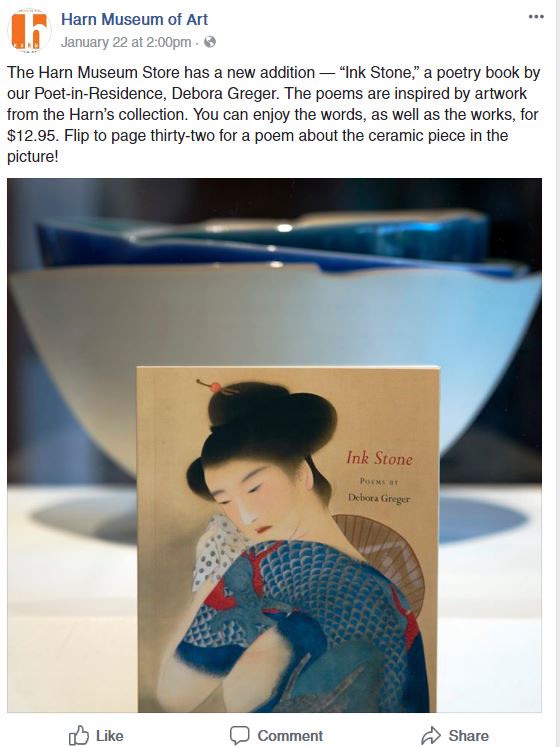 Harn Museum of Art
January 22 at 2:00pm ·
The Harn Museum Store has a new addition — “Ink Stone,” a poetry book by
our Poet-in-Residence, Debora Greger. The poems are inspired by artwork
from the Harn’s collection. You can enjoy the words, as well as the works, for
$12.95. Flip to page thirty-two for a poem about the ceramic piece in the
picture!
Ink Stone
Poems by
Debora Greger
Like Comment Share